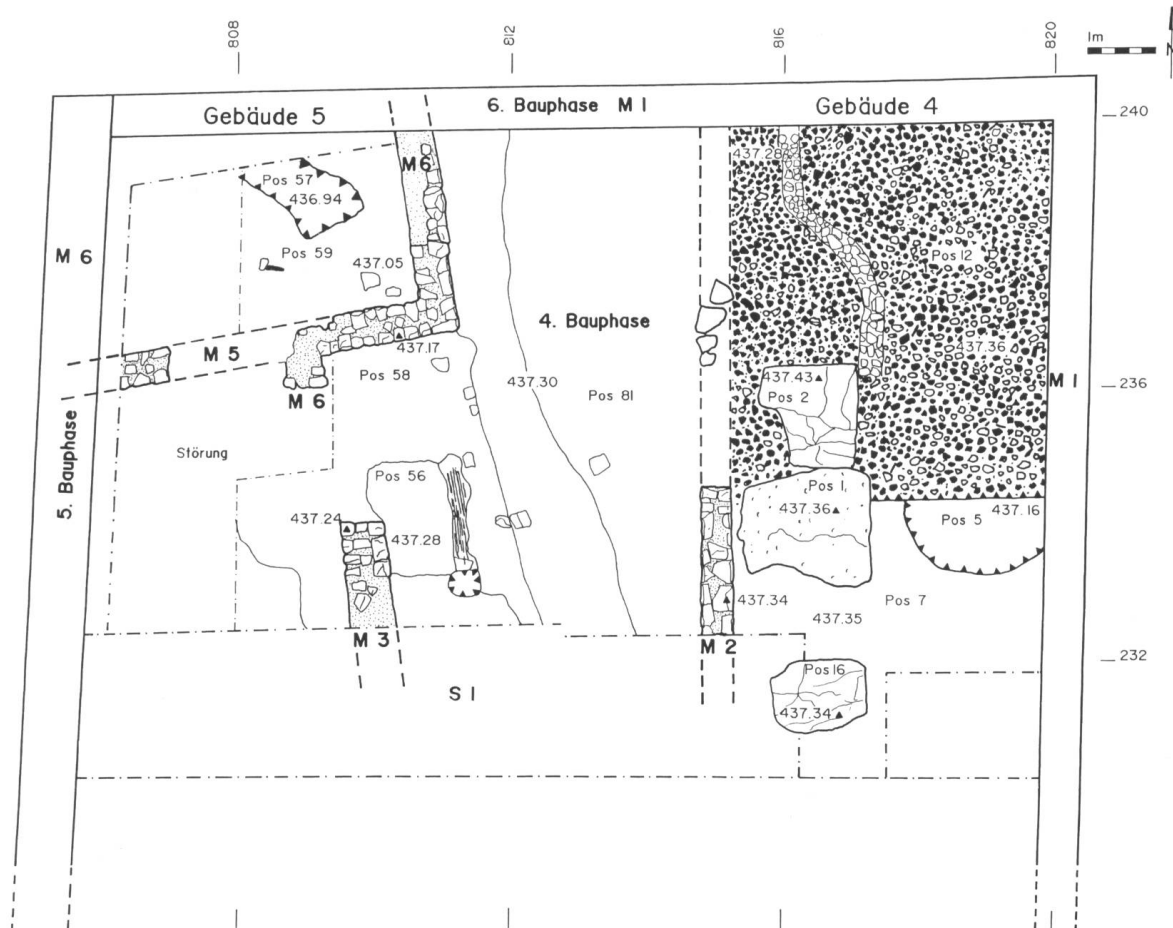 808
812
816
820
1m
N
240
Gebäude 5
6. Bauphase M 1
Gebäude 4
M 6
437.28
Pos 57
436.94
Pos 59
M 6
437.05
Pos 12
4. Bauphase
M 5
437.17
437.36
Pos 58
437.30
437.43
M 1
236
M 6
Pos 2
Pos 81
5. Bauphase
Störung
Pos 56
Pos 1
437.36
437.16
Pos 5
437.24
437.28
437.34
Pos 7
437.35
M 3
M 2
232
Pos 16
S 1
437.34